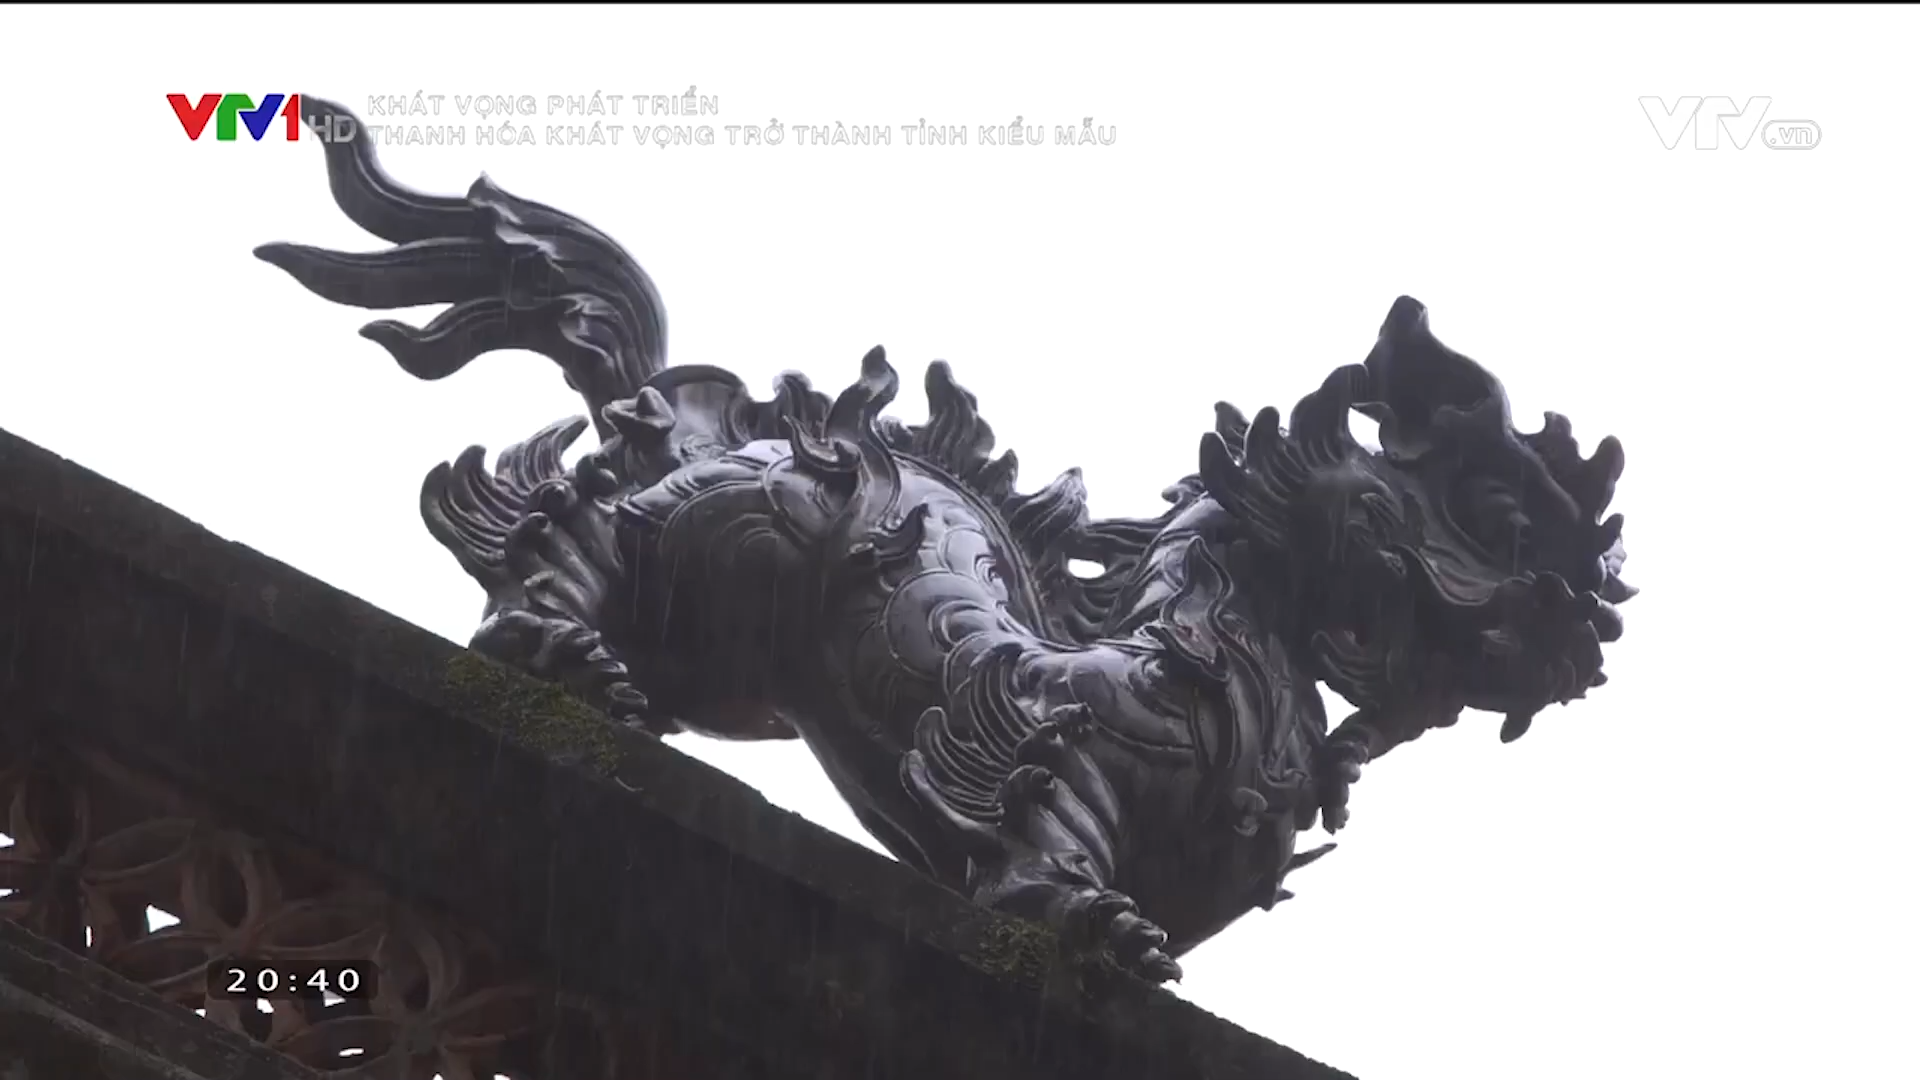 VTV1 HD
KHÁT VỌNG PHÁT TRIỂN
THANH HÓA KHÁT VỌNG TRỞ THÀNH TỈNH KIỂU MẪU
VTV.vn
20:40